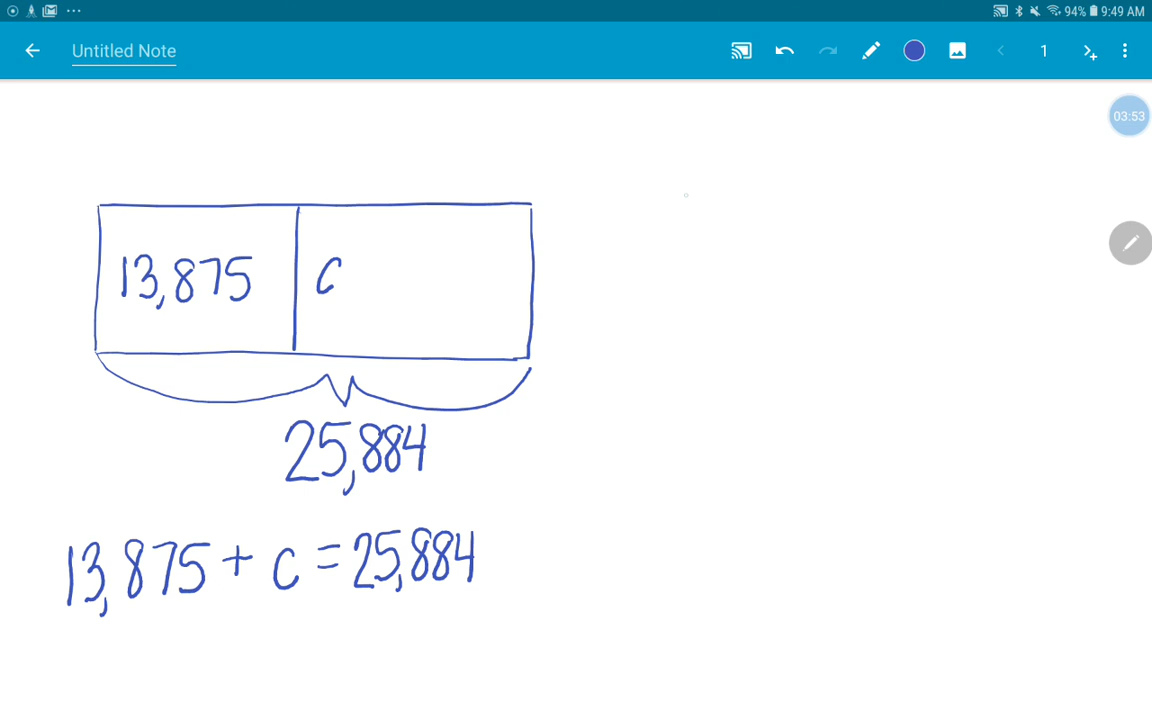 94% 9:49 AM
Untitled Note
1
03:53
13,875 c
25,884
13,875 + c = 25,884